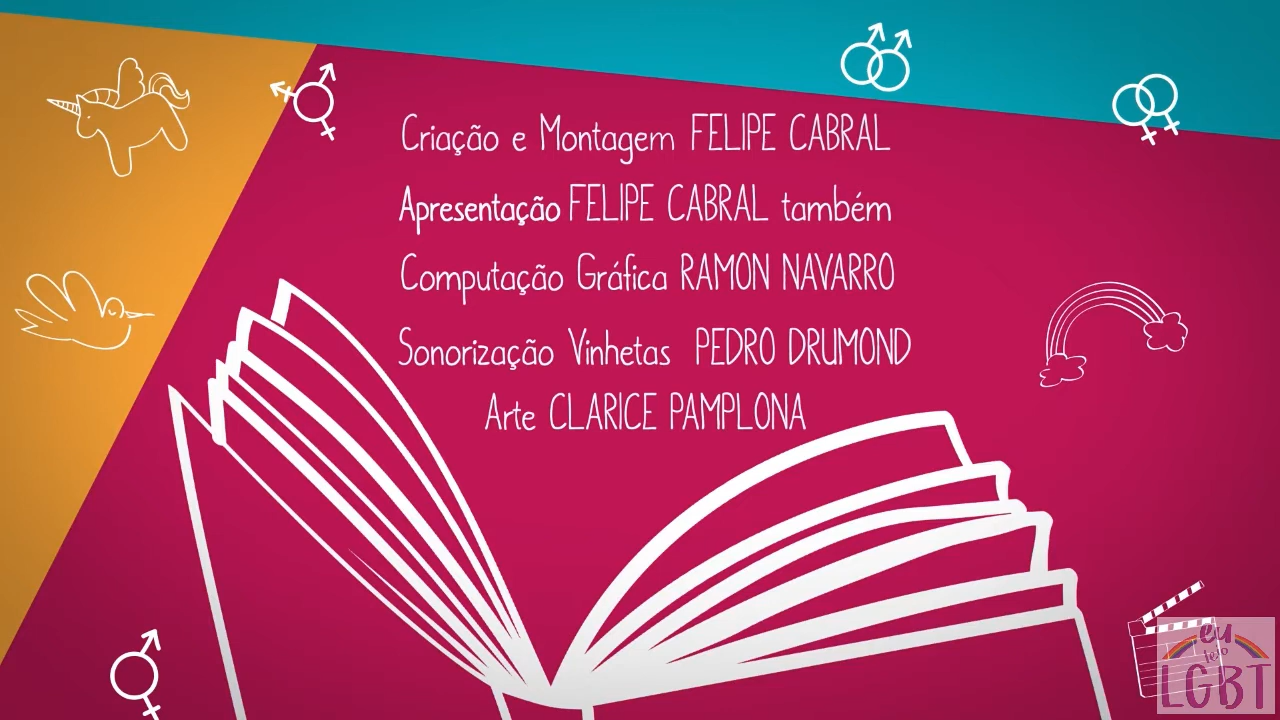 Criação e Montagem FELIPE CABRAL
Apresentação FELIPE CABRAL também
Computação Gráfica RAMON NAVARRO
Sonorização Vinhetas PEDRO DRUMOND
Arte CLARICE PAMPLONA
eu
leio
LGBT